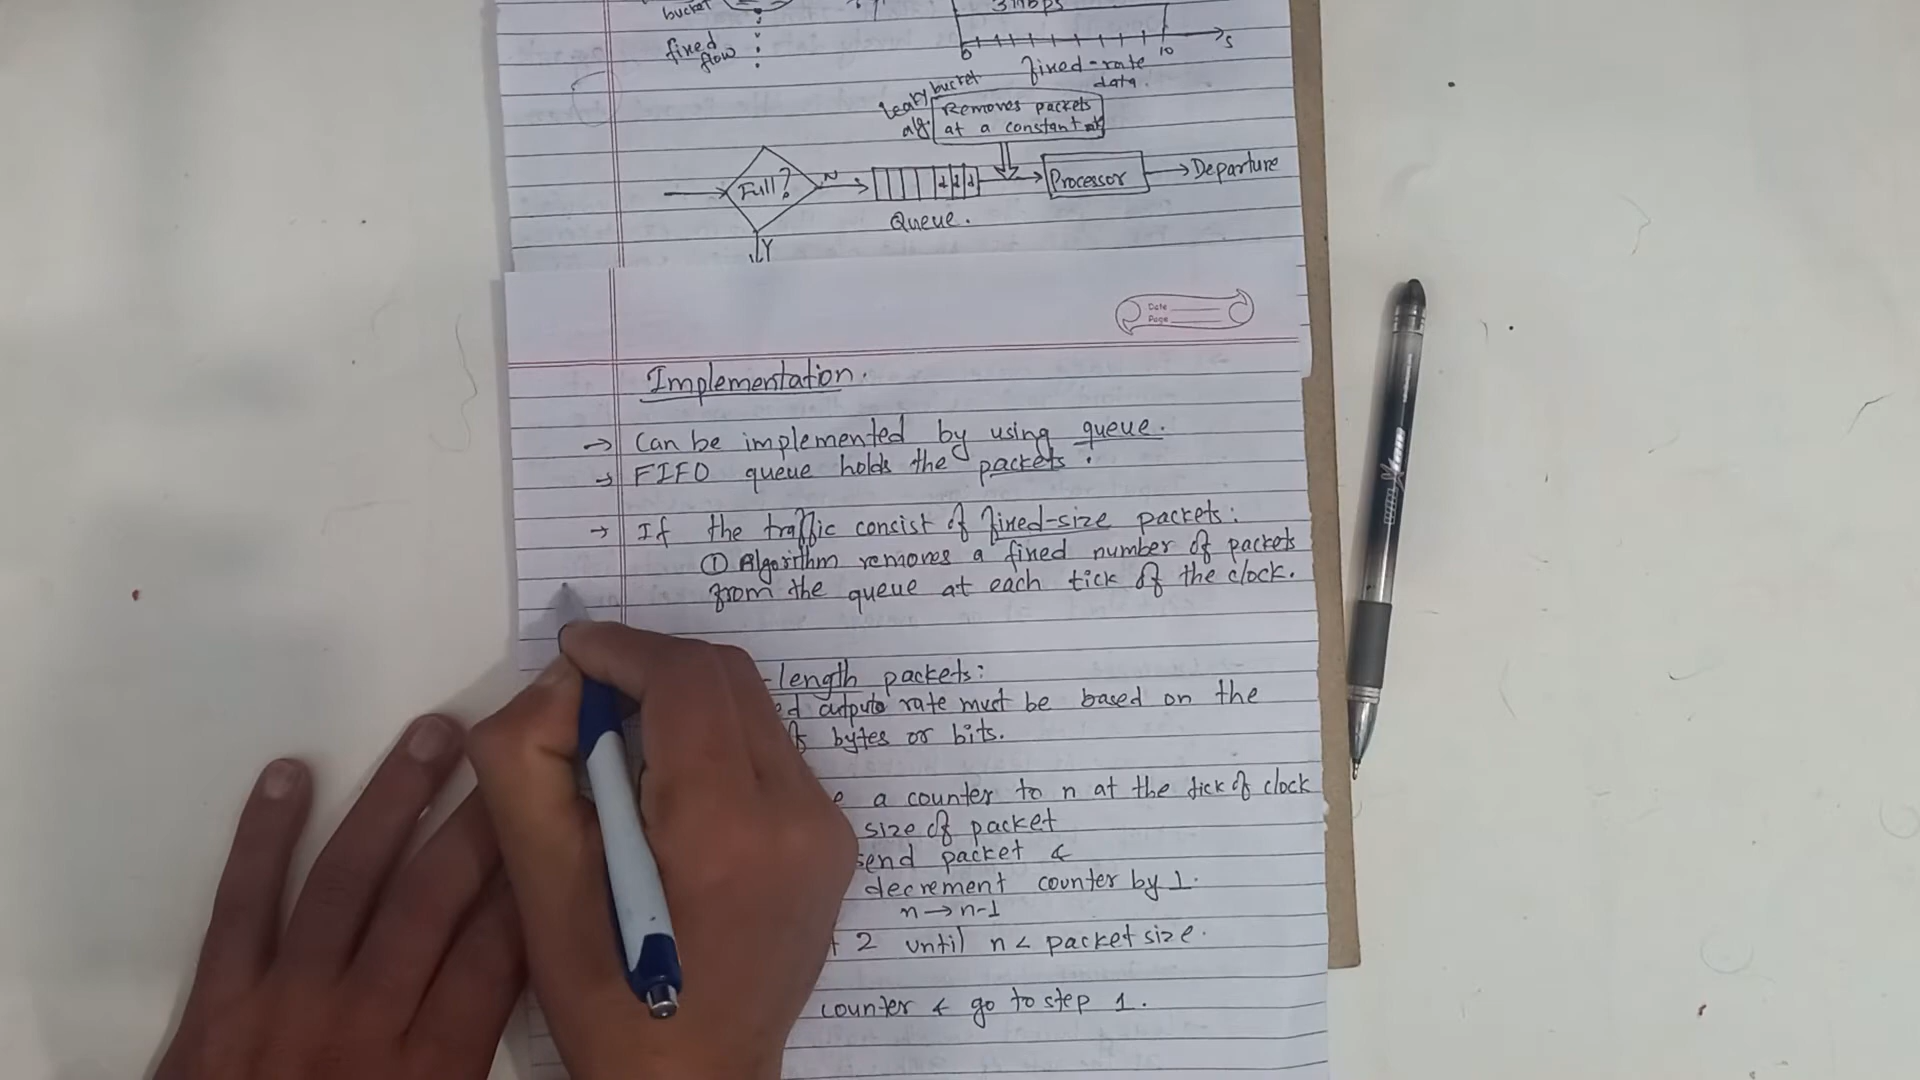 bucket
3 Mbps
fixed
flow
0
10
s
fixed-rate
data.
leaky bucket
alg.
Removes packets
at a constant
Full?
N
Queue.
Processor
Departure
Y
Date
Page
Implementation.
→ Can be implemented by using queue.
→ FIFO queue holds the packets.
→ If the traffic consist of fixed-size packets:
① Algorithm removes a fixed number of packets
from the queue at each tick of the clock.
-length packets:
rate must be based on the
bytes or bits.
a counter to n at the tick of clock
size of packet
send packet &
decrement counter by 1.
n → n-1
2 until n < packet size.
counter & go to step 1.